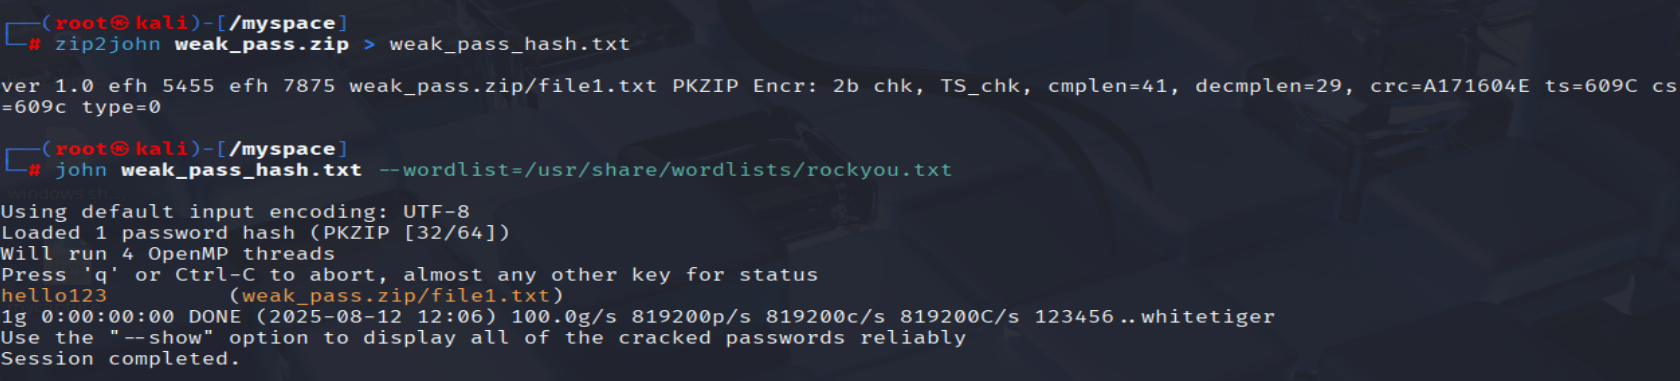 ┌──(root㉿kali)-[/myspace]
└─# zip2john weak_pass.zip > weak_pass_hash.txt
ver 1.0 efh 5455 efh 7875 weak_pass.zip/file1.txt PKZIP Encr: 2b chk, TS_chk, cmplen=41, decmplen=29, crc=A171604E ts=609C cs
=609c type=0
┌──(root㉿kali)-[/myspace]
└─# john weak_pass_hash.txt --wordlist=/usr/share/wordlists/rockyou.txt
windows sh...
Using default input encoding: UTF-8
Loaded 1 password hash (PKZIP [32/64])
Will run 4 OpenMP threads
Press 'q' or Ctrl-C to abort, almost any other key for status
hello123         (weak_pass.zip/file1.txt)
1g 0:00:00:00 DONE (2025-08-12 12:06) 100.0g/s 819200p/s 819200c/s 819200C/s 123456..whitetiger
Use the "--show" option to display all of the cracked passwords reliably
Session completed.